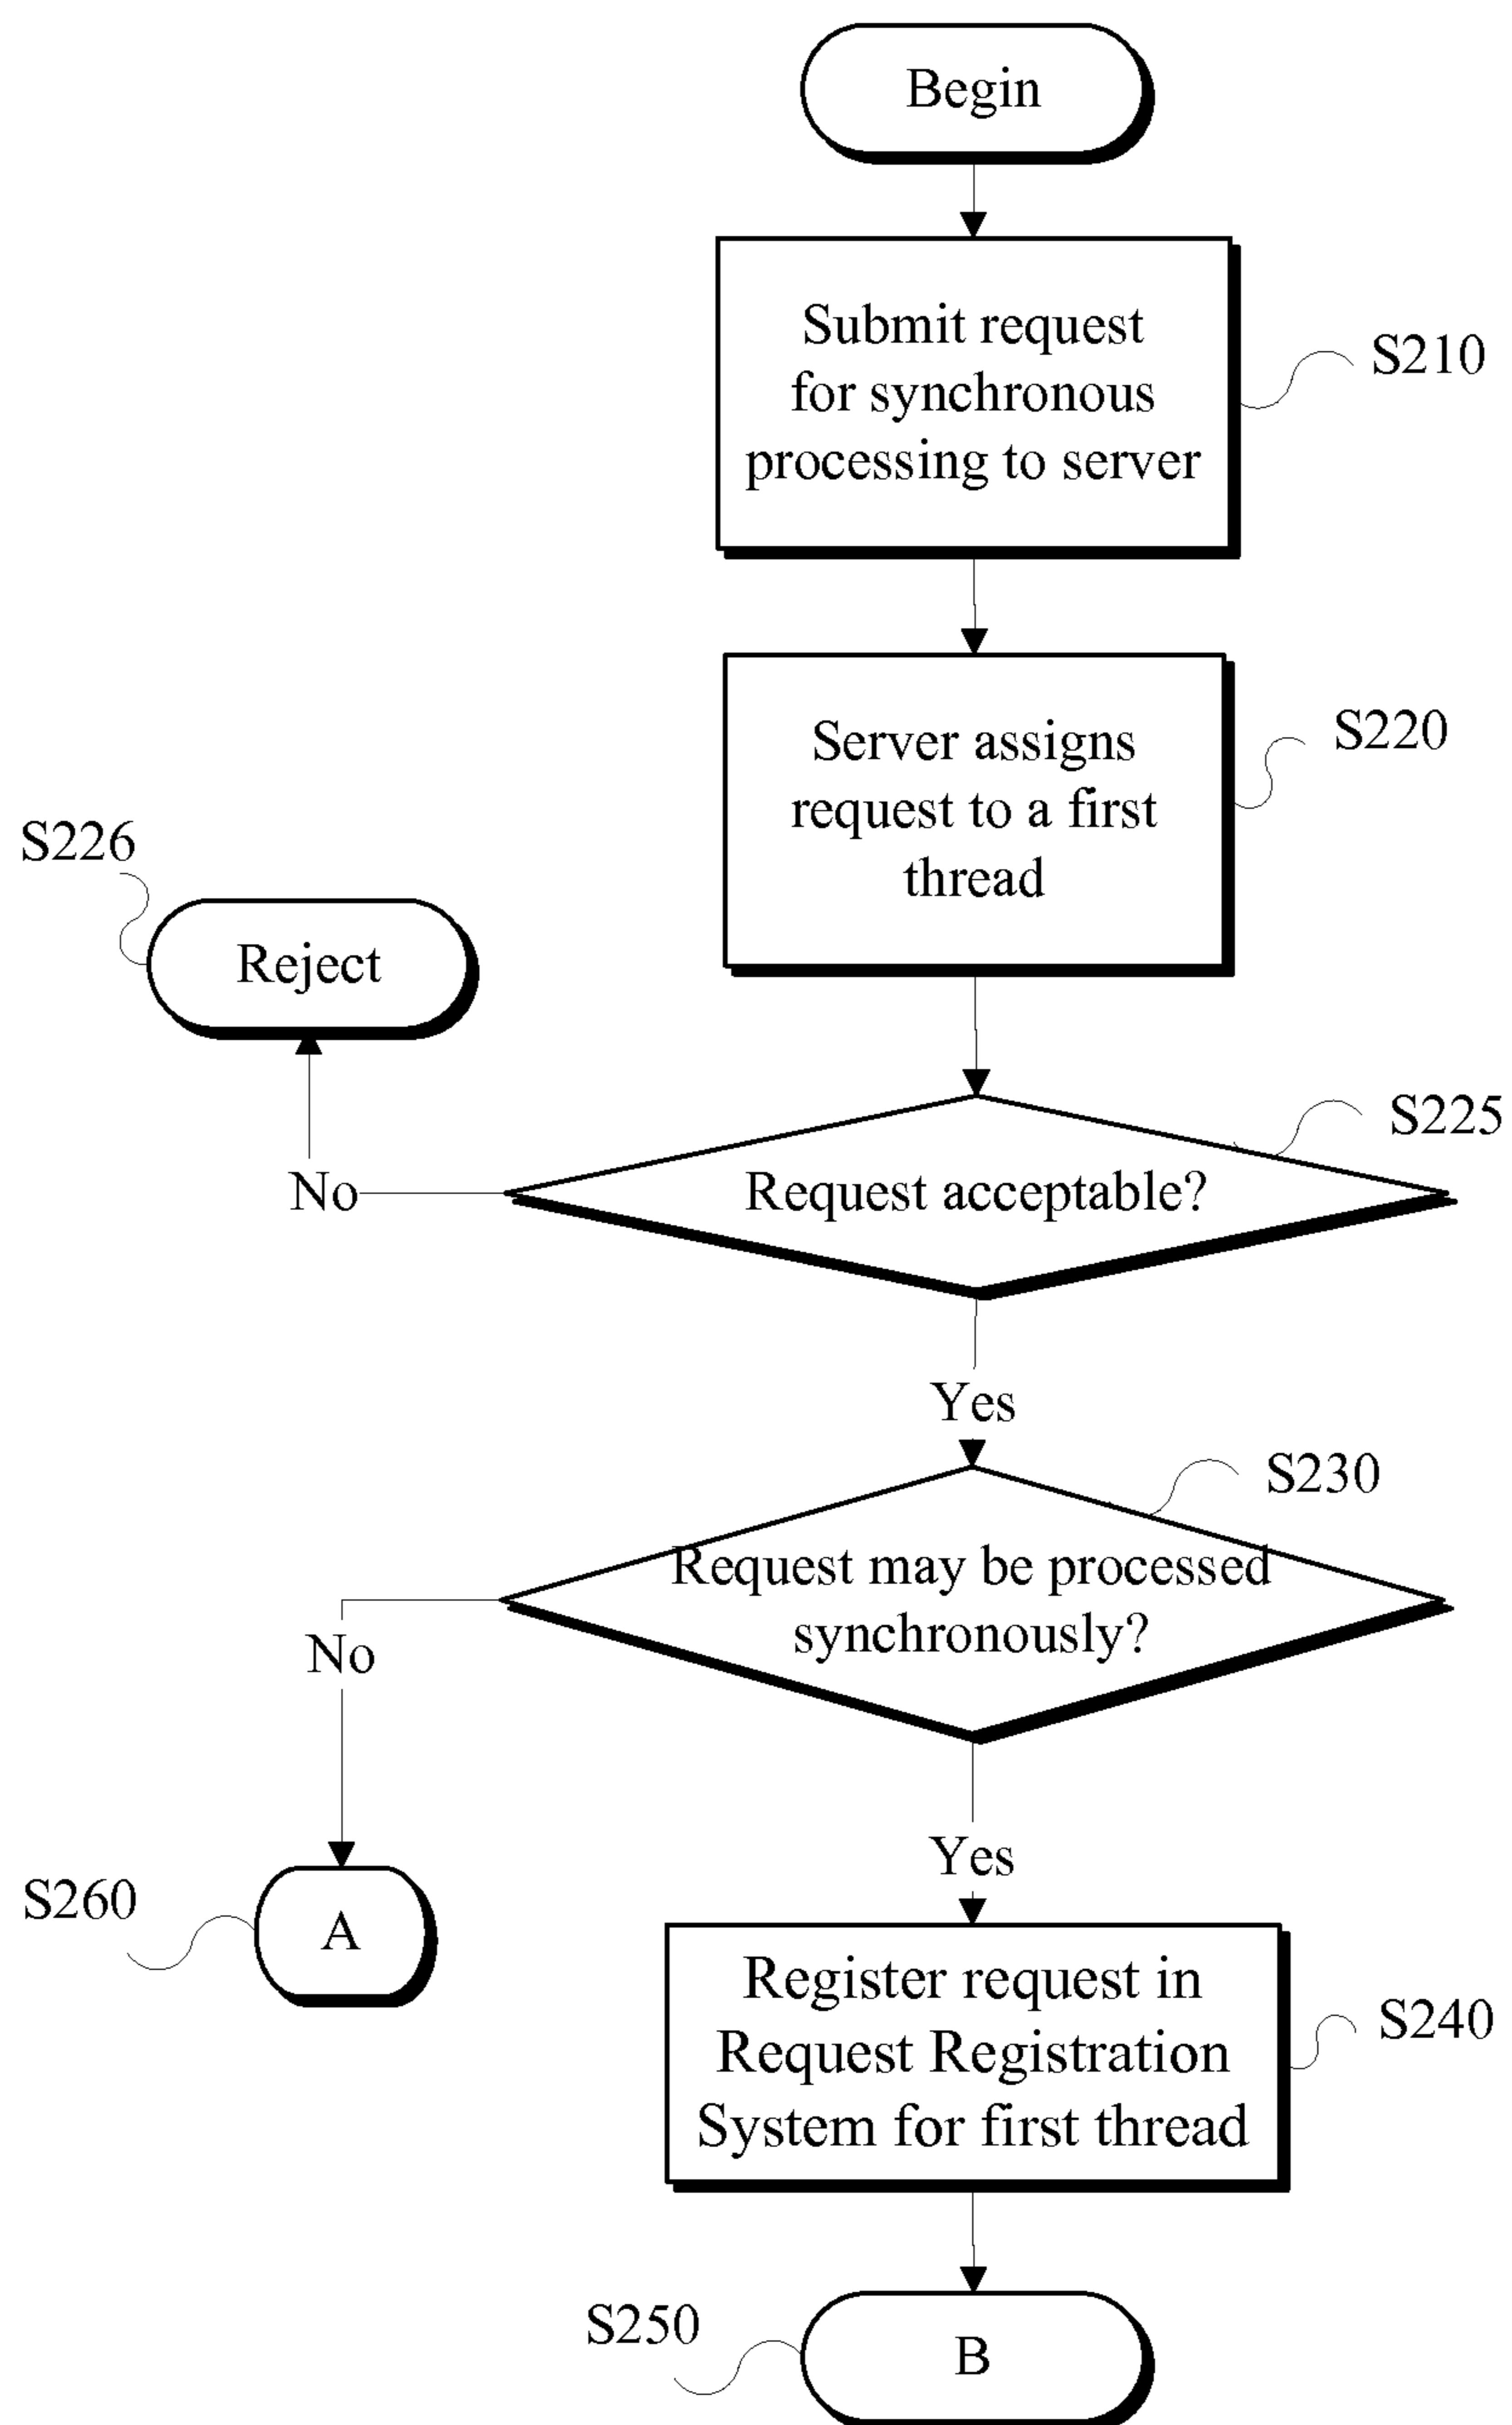 Begin
Submit request
for synchronous
processing to server
S210
Server assigns
request to a first
thread
S220
S226
Reject
S225
Request acceptable?
No
Yes
S230
Request may be processed
synchronously?
No
Yes
S260
A
Register request in
Request Registration
System for first thread
S240
S250
B